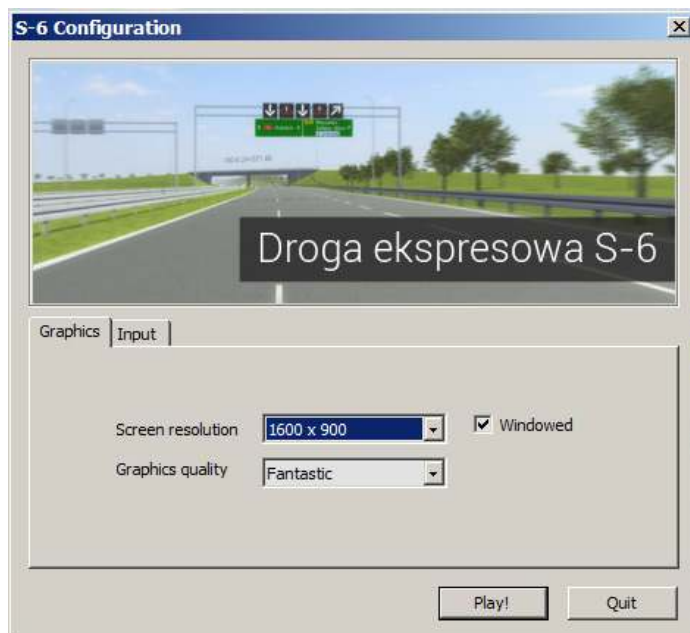 S-6 Configuration
Droga ekspresowa S-6
Graphics
Input
Screen resolution
1600 x 900
Windowed
Graphics quality
Fantastic
Play!
Quit